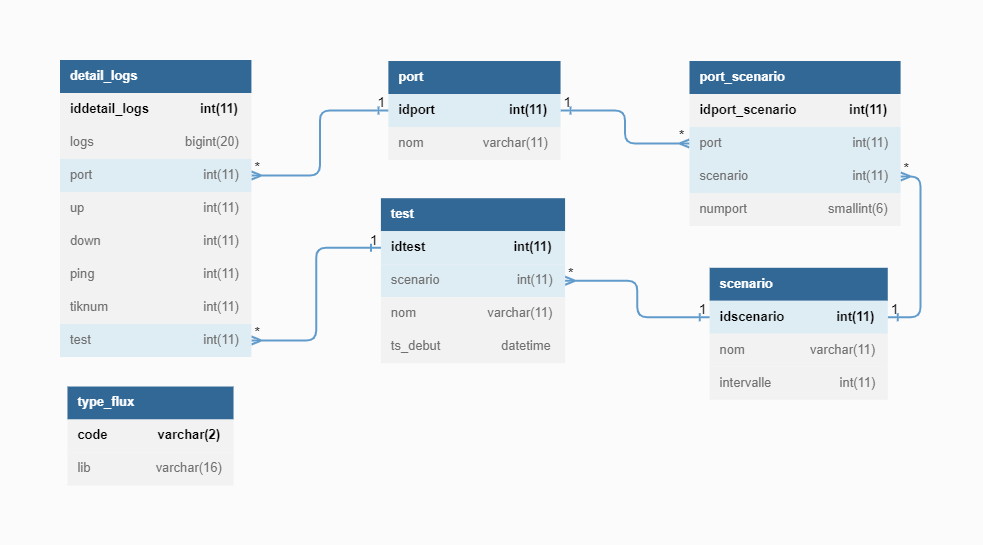 detail_logs
iddetail_logs int(11)
logs bigint(20)
port int(11) *
up int(11)
down int(11)
ping int(11)
tiknum int(11)
test int(11) *
port
1 idport int(11) 1
nom varchar(11)
port_scenario
idport_scenario int(11)
* port int(11)
scenario int(11) *
numport smallint(6)
test
1 idtest int(11)
scenario int(11) *
nom varchar(11)
ts_debut datetime
scenario
1 idscenario int(11) 1
nom varchar(11)
intervalle int(11)
type_flux
code varchar(2)
lib varchar(16)